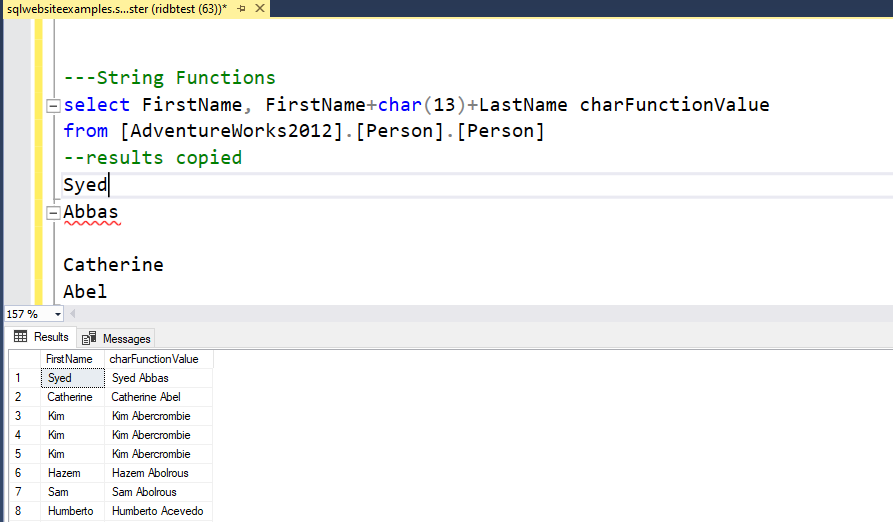 sqlwebsiteexamples.s...ster (ridbtest (63))*
---String Functions
select FirstName, FirstName+char(13)+LastName charFunctionValue
from [AdventureWorks2012].[Person].[Person]
--results copied
Syed
Abbas
Catherine
Abel
157 %
Results Messages
FirstName charFunctionValue
1 Syed Syed Abbas
2 Catherine Catherine Abel
3 Kim Kim Abercrombie
4 Kim Kim Abercrombie
5 Kim Kim Abercrombie
6 Hazem Hazem Abolrous
7 Sam Sam Abolrous
8 Humberto Humberto Acevedo